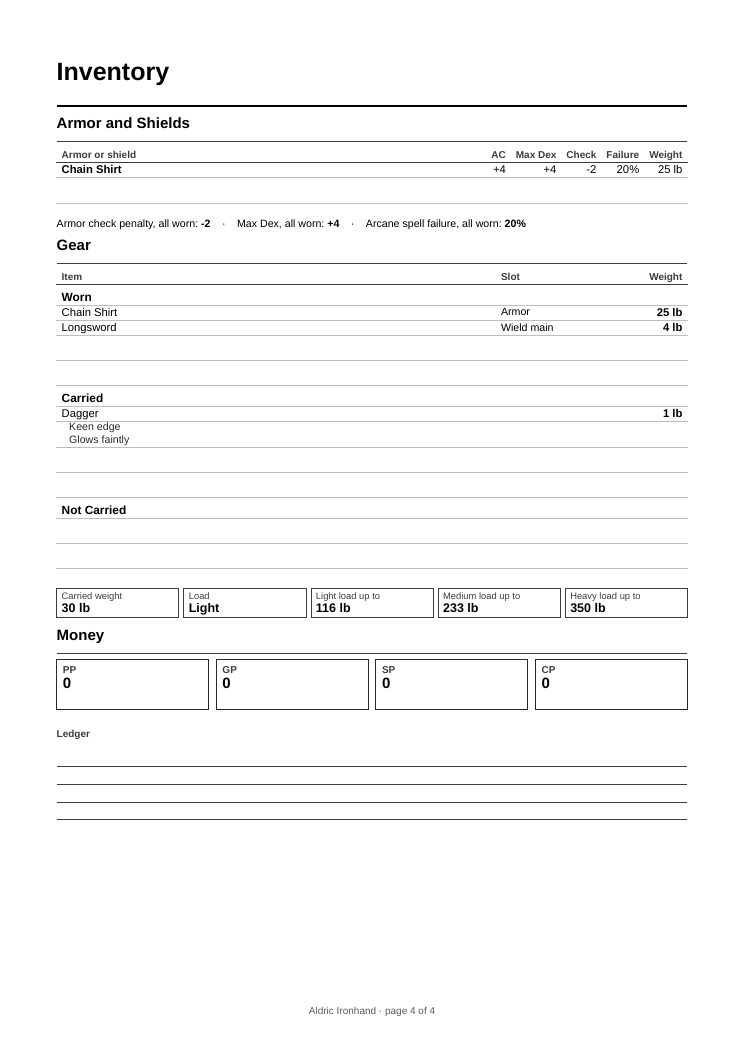 Inventory
Armor and Shields
Armor or shield AC Max Dex Check Failure Weight
Chain Shirt +4 +4 -2 20% 25 lb
Armor check penalty, all worn: -2 · Max Dex, all worn: +4 · Arcane spell failure, all worn: 20%
Gear
Item Slot Weight
Worn
Chain Shirt Armor 25 lb
Longsword Wield main 4 lb
Carried
Dagger 1 lb
Keen edge
Glows faintly
Not Carried
Carried weight Load Light load up to Medium load up to Heavy load up to
30 lb Light 116 lb 233 lb 350 lb
Money
PP GP SP CP
0 0 0 0
Ledger
Aldric Ironhand · page 4 of 4